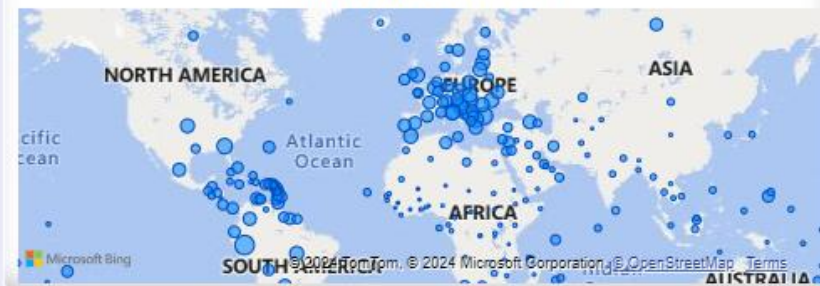 NORTH AMERICA
EUROPE
ASIA
cific
cean
Atlantic
Ocean
AFRICA
Microsoft Bing
SOUTH AMERICA
© 2024 TomTom, © 2024 Microsoft Corporation, © OpenStreetMap Terms
AUSTRALIA